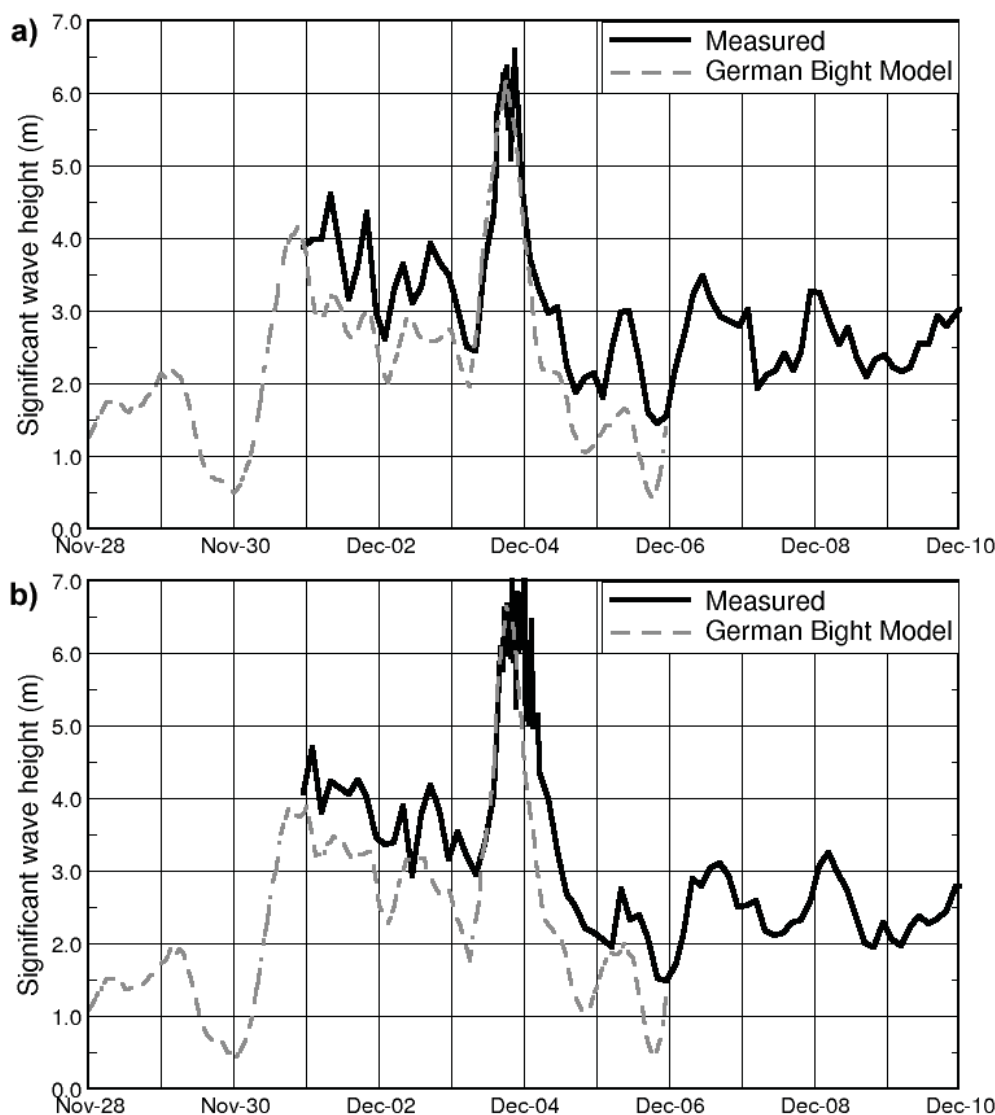 a)
7.0
Measured
German Bight Model
6.0
5.0
4.0
3.0
2.0
1.0
0.0
Significant wave height (m)
Nov-28 Nov-30 Dec-02 Dec-04 Dec-06 Dec-08 Dec-10
b)
7.0
Measured
German Bight Model
6.0
5.0
4.0
3.0
2.0
1.0
0.0
Significant wave height (m)
Nov-28 Nov-30 Dec-02 Dec-04 Dec-06 Dec-08 Dec-10